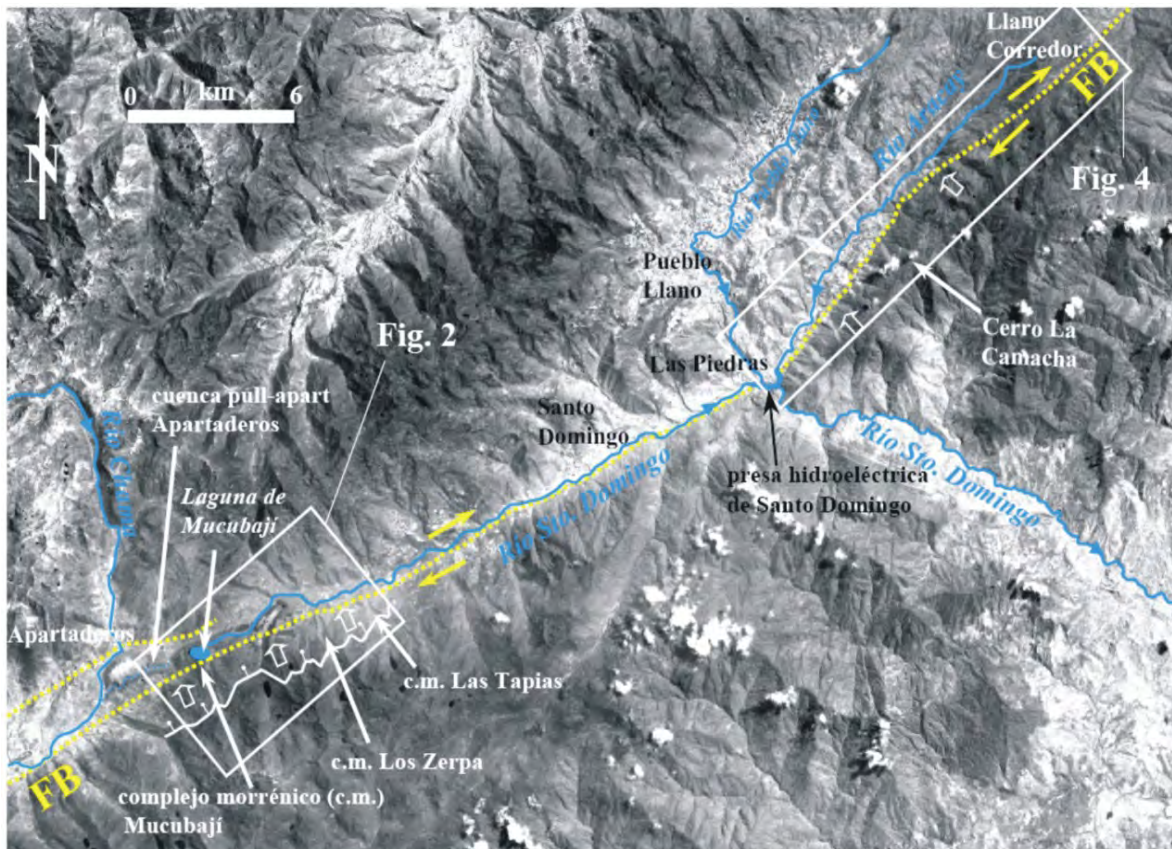 Llano
Corredor
FB
0 km 6
N
Río Aracay
Río Pueblo Llano
Fig. 4
Pueblo
Llano
Cerro La
Camacha
Fig. 2
Las Piedras
cuenca pull-apart
Apartaderos
Santo
Domingo
Río Chama
Laguna de
Mucubají
Río Sto. Domingo
presa hidroeléctrica
de Santo Domingo
Río Sto. Domingo
Apartaderos
c.m. Las Tapias
c.m. Los Zerpa
FB
complejo morrénico (c.m.)
Mucubají